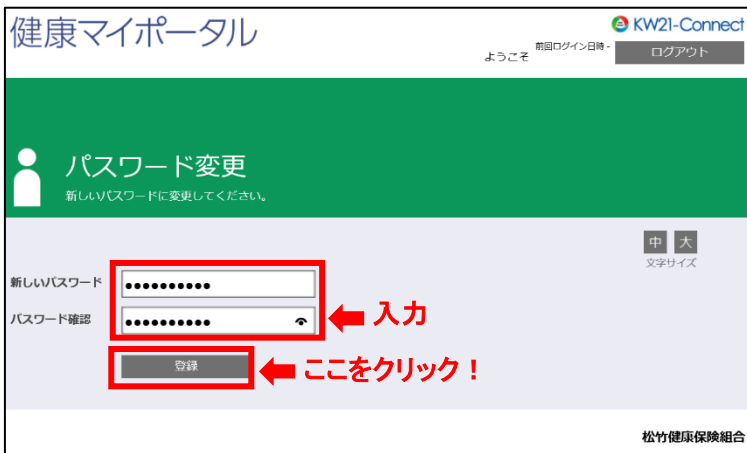 健康マイポータル
KW21-Connect
ようこそ 前回ログイン日時 - ログアウト
パスワード変更
新しいパスワードに変更してください。
中 大
文字サイズ
新しいパスワード ●●●●●●●●●●
パスワード確認 ●●●●●●●●●●
入力
登録
ここをクリック！
松竹健康保険組合